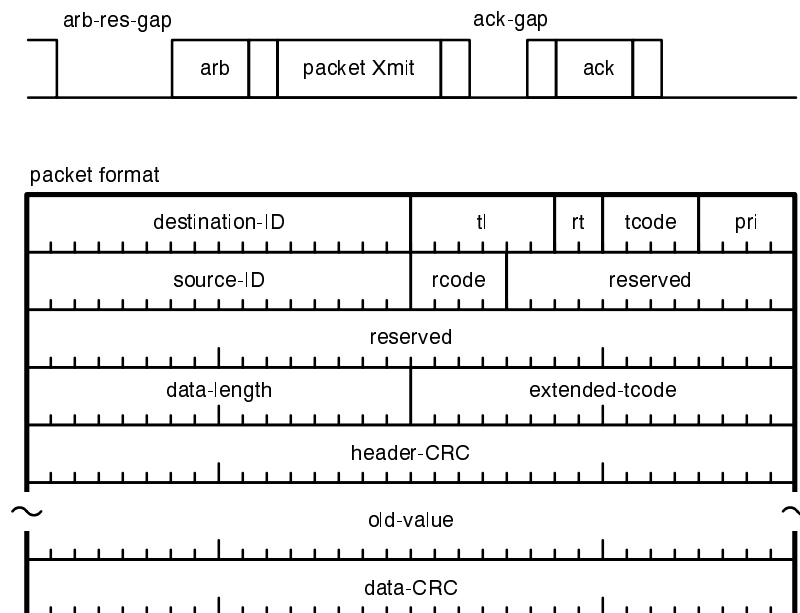 arb-res-gap ack-gap
arb packet Xmit ack
packet format
destination-ID tl rt tcode pri
source-ID rcode reserved
reserved
data-length extended-tcode
header-CRC
old-value
data-CRC